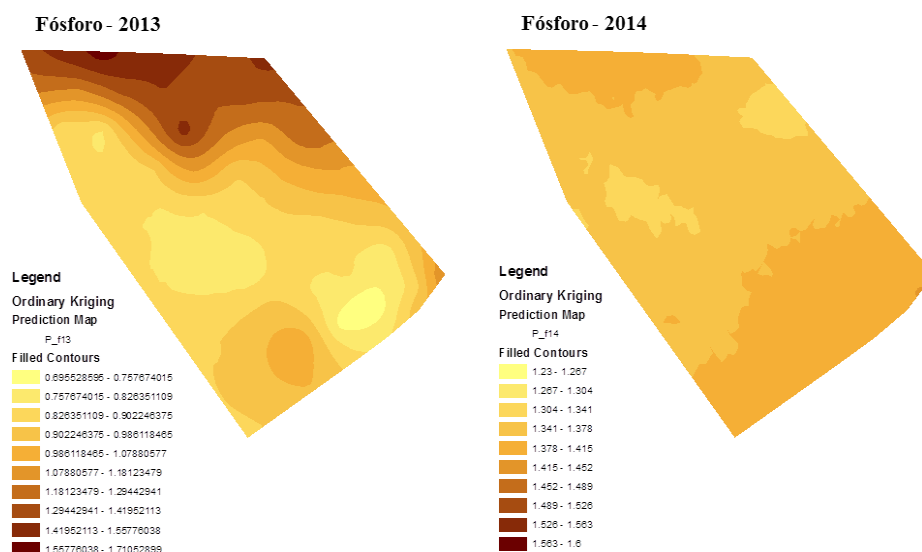 Fósforo - 2013
Legend
Ordinary Kriging
Prediction Map
P_f13
Filled Contours
0.695528595 - 0.757674015
0.757674015 - 0.826351109
0.826351109 - 0.902246375
0.902246375 - 0.986118465
0.986118465 - 1.07880577
1.07880577 - 1.18123479
1.18123479 - 1.29442941
1.29442941 - 1.41952113
1.41952113 - 1.55776038
1.55776038 - 1.71052899
Fósforo - 2014
Legend
Ordinary Kriging
Prediction Map
P_f14
Filled Contours
1.23 - 1.267
1.267 - 1.304
1.304 - 1.341
1.341 - 1.378
1.378 - 1.415
1.415 - 1.452
1.452 - 1.489
1.489 - 1.526
1.526 - 1.563
1.563 - 1.6